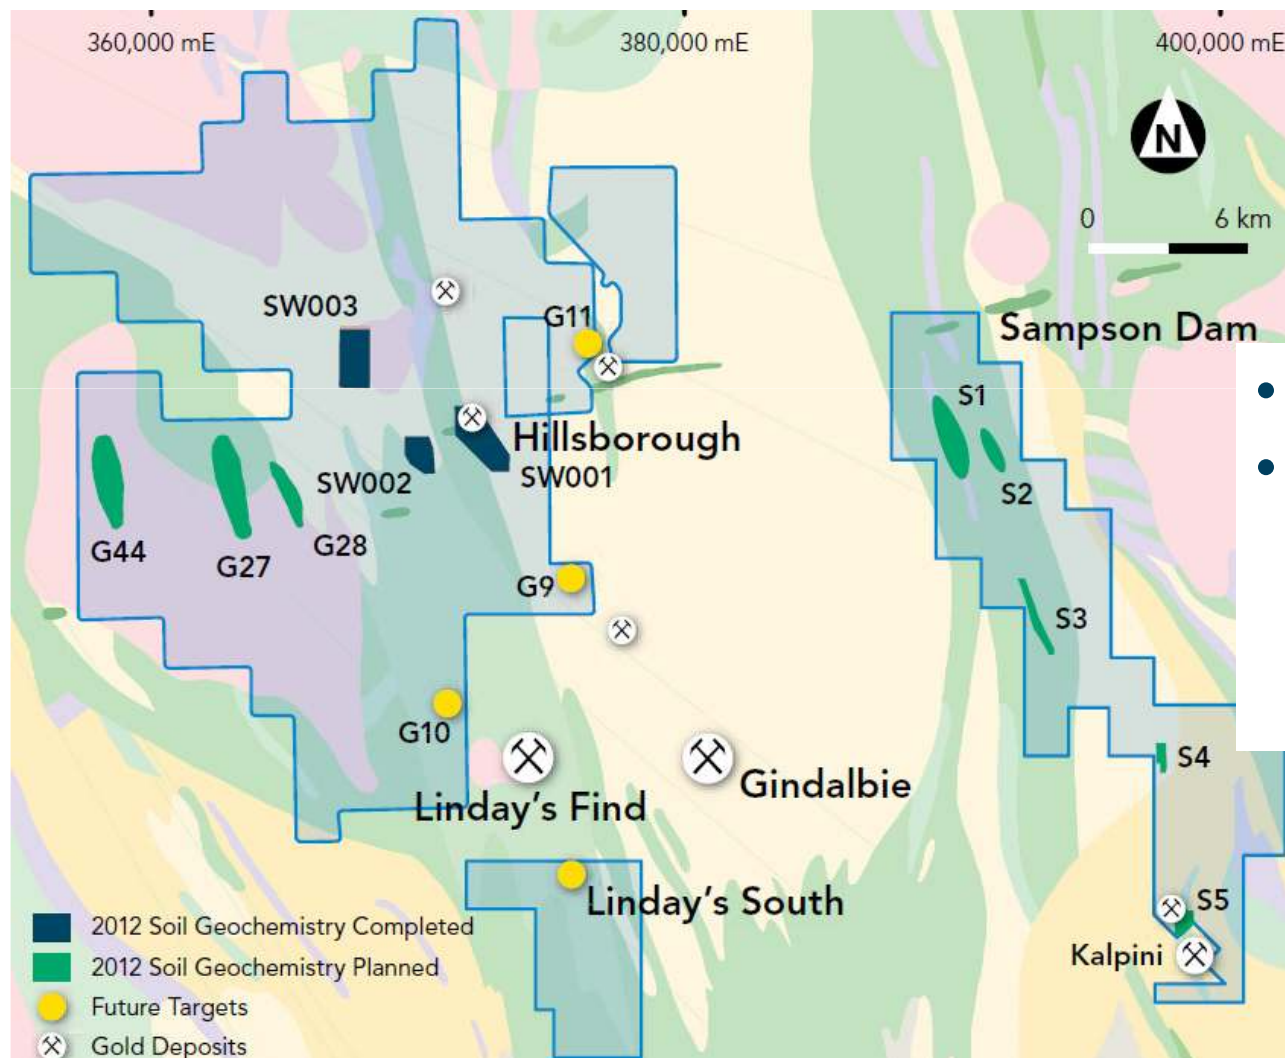 360,000 mE
380,000 mE
400,000 mE
N
0
6 km
SW003
G11
Sampson Dam
S1
Hillsborough
SW002
SW001
S2
G44
G27
G28
G9
S3
G10
S4
Gindalbie
Linday's Find
Linday's South
S5
Kalpini
2012 Soil Geochemistry Completed
2012 Soil Geochemistry Planned
Future Targets
Gold Deposits